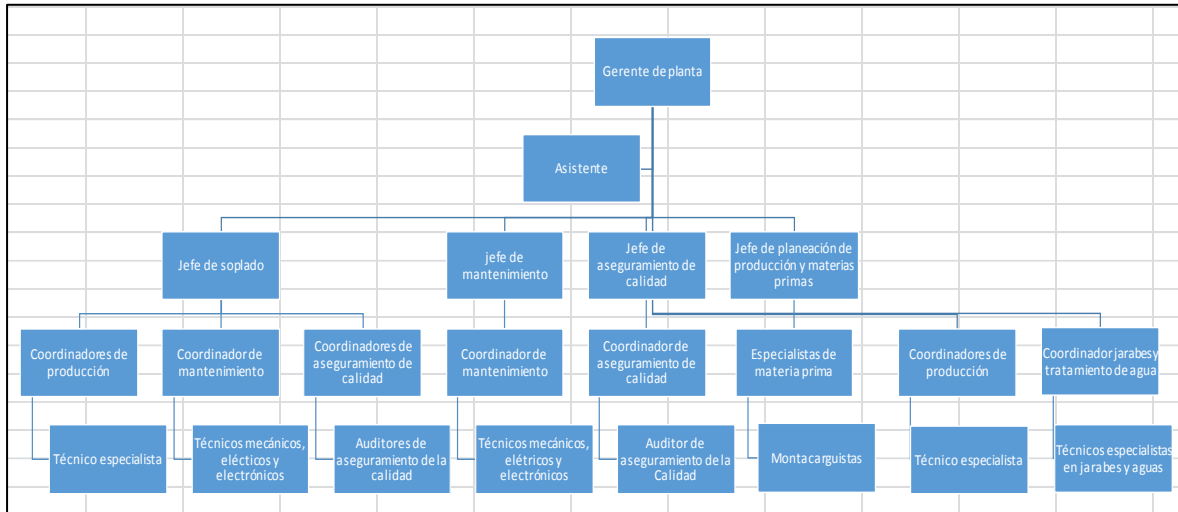 Gerente de planta
Asistente
Jefe de soplado
jefe de
mantenimiento
Jefe de
aseguramiento de
calidad
Jefe de planeación de
producción y materias
primas
Coordinadores de
producción
Coordinador de
mantenimiento
Coordinadores de
aseguramiento de
calidad
Coordinador de
mantenimiento
Coordinador de
aseguramiento de
calidad
Especialistas de
materia prima
Coordinadores de
producción
Coordinador jarabes y
tratamiento de agua
Técnico especialista
Técnicos mecánicos,
elécticos y
electrónicos
Auditores de
aseguramiento de la
calidad
Técnicos mecánicos,
elétricos y
electrónicos
Auditor de
aseguramiento de la
Calidad
Montacarguistas
Técnico especialista
Técnicos especialistas
en jarabes y aguas